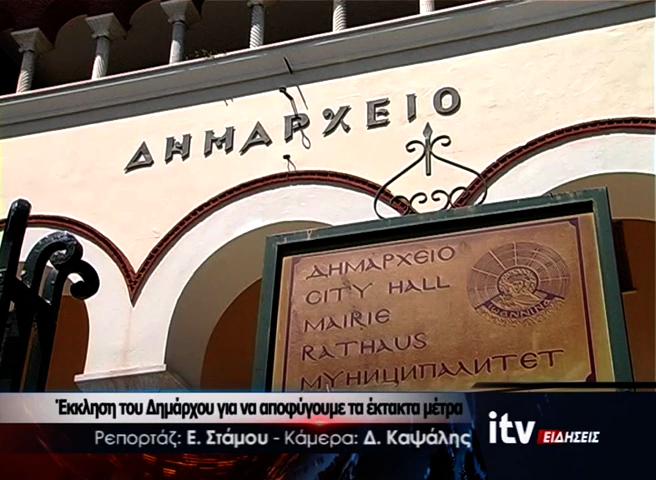 ΔΗΜΑΡΧΕΙΟ
ΔΗΜΑΡΧΕΙΟ
CITY HALL
MAIRIE
RATHAUS
МУНИЦИПАЛИТЕТ
ΙΩΑΝΝΙΝΑ
Έκκληση του Δημάρχου για να αποφύγουμε τα έκτακτα μέτρα
Ρεπορτάζ: Ε. Στάμου - Κάμερα: Δ. Καψάλης
itv ΕΙΔΗΣΕΙΣ